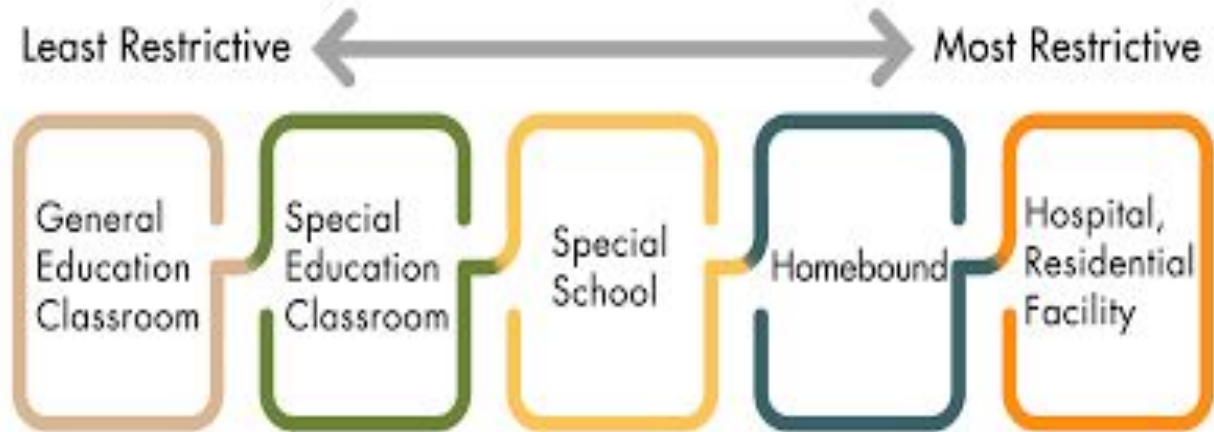 Least Restrictive
Most Restrictive
General
Education
Classroom
Special
Education
Classroom
Special
School
Homebound
Hospital,
Residential
Facility